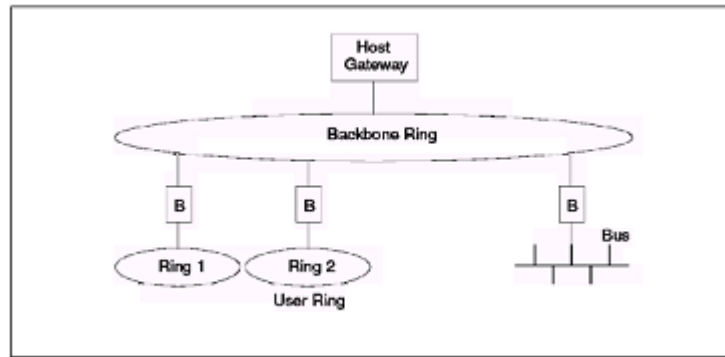 Host
Gateway
Backbone Ring
B
B
B
Bus
Ring 1
Ring 2
User Ring